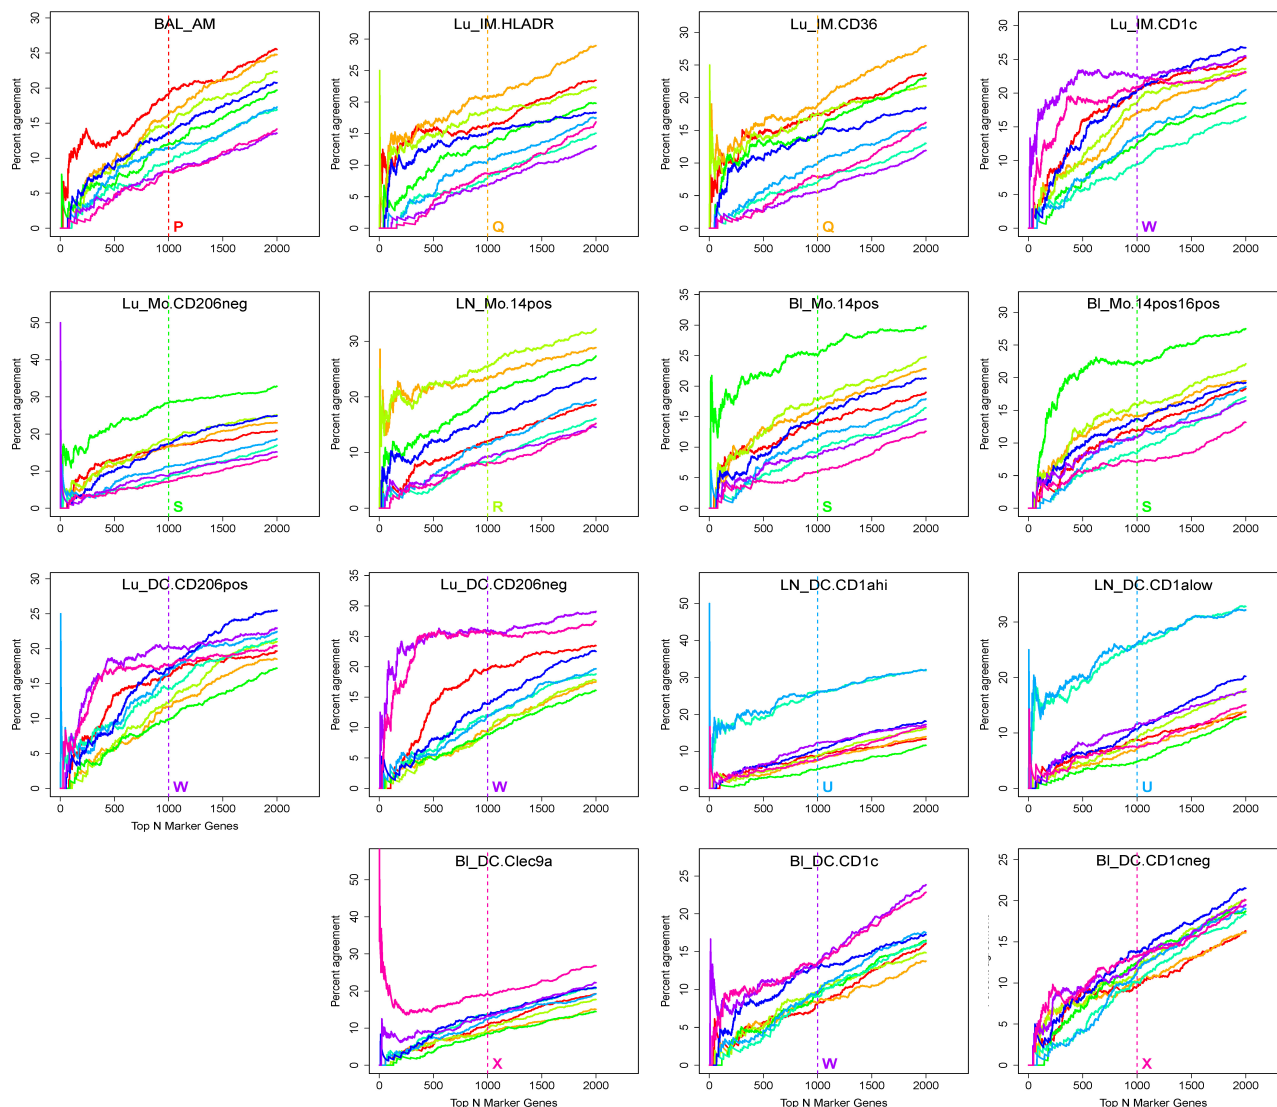 BAL_AM
Percent agreement
0 5 10 15 20 25 30
0 500 1000 1500 2000
P
Lu_IM.HLADR
Percent agreement
0 5 10 15 20 25 30
0 500 1000 1500 2000
Q
Lu_IM.CD36
Percent agreement
0 5 10 15 20 25 30
0 500 1000 1500 2000
Q
Lu_IM.CD1c
Percent agreement
0 5 10 15 20 25 30
0 500 1000 1500 2000
W
Lu_Mo.CD206neg
Percent agreement
0 10 20 30 40 50
0 500 1000 1500 2000
S
LN_Mo.14pos
Percent agreement
0 10 20 30
0 500 1000 1500 2000
R
Bl_Mo.14pos
Percent agreement
0 5 10 15 20 25 30 35
0 500 1000 1500 2000
S
Bl_Mo.14pos16pos
Percent agreement
0 5 10 15 20 25
0 500 1000 1500 2000
S
Lu_DC.CD206pos
Percent agreement
0 5 10 15 20 25 30
0 500 1000 1500 2000
W
Top N Marker Genes
Lu_DC.CD206neg
Percent agreement
0 5 10 15 20 25 30 35
0 500 1000 1500 2000
W
LN_DC.CD1ahi
Percent agreement
0 10 20 30 40 50
0 500 1000 1500 2000
U
LN_DC.CD1alow
Percent agreement
0 10 20 30 40
0 500 1000 1500 2000
U
Bl_DC.Clec9a
Percent agreement
0 10 20 30 40 50
0 500 1000 1500 2000
X
Top N Marker Genes
Bl_DC.CD1c
Percent agreement
0 5 10 15 20 25
0 500 1000 1500 2000
W
Top N Marker Genes
Bl_DC.CD1cneg
Percent agreement
0 5 10 15 20 25
0 500 1000 1500 2000
X
Top N Marker Genes